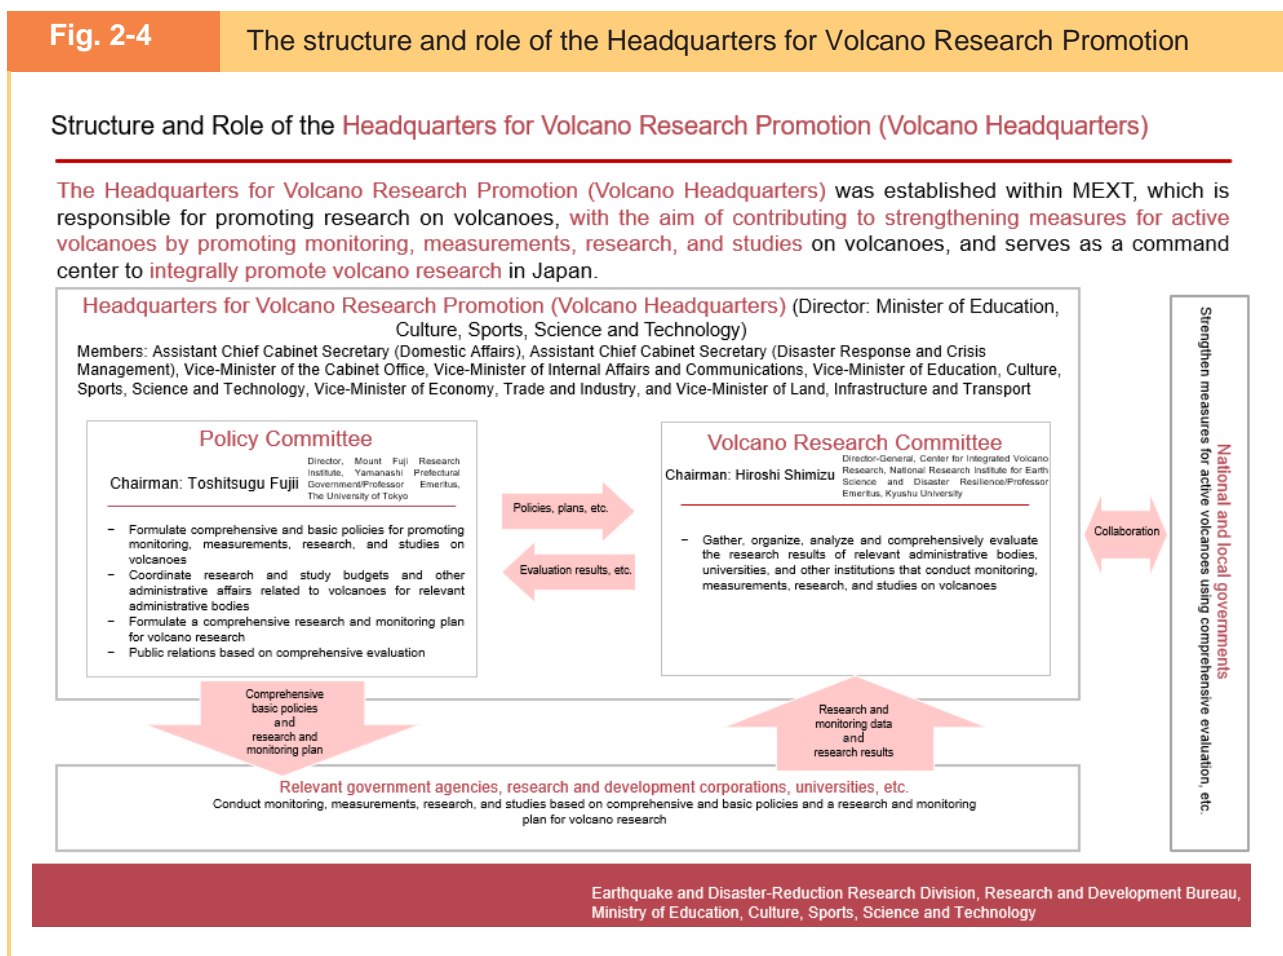 Fig. 2-4
The structure and role of the Headquarters for Volcano Research Promotion
Structure and Role of the Headquarters for Volcano Research Promotion (Volcano Headquarters)
The Headquarters for Volcano Research Promotion (Volcano Headquarters) was established within MEXT, which is
responsible for promoting research on volcanoes, with the aim of contributing to strengthening measures for active
volcanoes by promoting monitoring, measurements, research, and studies on volcanoes, and serves as a command
center to integrally promote volcano research in Japan.
Headquarters for Volcano Research Promotion (Volcano Headquarters) (Director: Minister of Education,
Culture, Sports, Science and Technology)
Members: Assistant Chief Cabinet Secretary (Domestic Affairs), Assistant Chief Cabinet Secretary (Disaster Response and Crisis
Management), Vice-Minister of the Cabinet Office, Vice-Minister of Internal Affairs and Communications, Vice-Minister of Education, Culture,
Sports, Science and Technology, Vice-Minister of Economy, Trade and Industry, and Vice-Minister of Land, Infrastructure and Transport
Policy Committee
Chairman: Toshitsugu Fujii
Director, Mount Fuji Research
Institute, Yamanashi Prefectural
Government/Professor Emeritus,
The University of Tokyo
– Formulate comprehensive and basic policies for promoting
monitoring, measurements, research, and studies on
volcanoes
– Coordinate research and study budgets and other
administrative affairs related to volcanoes for relevant
administrative bodies
– Formulate a comprehensive research and monitoring plan
for volcano research
– Public relations based on comprehensive evaluation
Policies, plans, etc.
Evaluation results, etc.
Volcano Research Committee
Chairman: Hiroshi Shimizu
Director-General, Center for Integrated Volcano
Research, National Research Institute for Earth
Science and Disaster Resilience/Professor
Emeritus, Kyushu University
– Gather, organize, analyze and comprehensively evaluate
the research results of relevant administrative bodies,
universities, and other institutions that conduct monitoring,
measurements, research, and studies on volcanoes
Collaboration
National and local governments
Strengthen measures for active volcanoes using comprehensive evaluation, etc.
Comprehensive
basic policies
and
research and
monitoring plan
Research and
monitoring data
and
research results
Relevant government agencies, research and development corporations, universities, etc.
Conduct monitoring, measurements, research, and studies based on comprehensive and basic policies and a research and monitoring
plan for volcano research
Earthquake and Disaster-Reduction Research Division, Research and Development Bureau,
Ministry of Education, Culture, Sports, Science and Technology